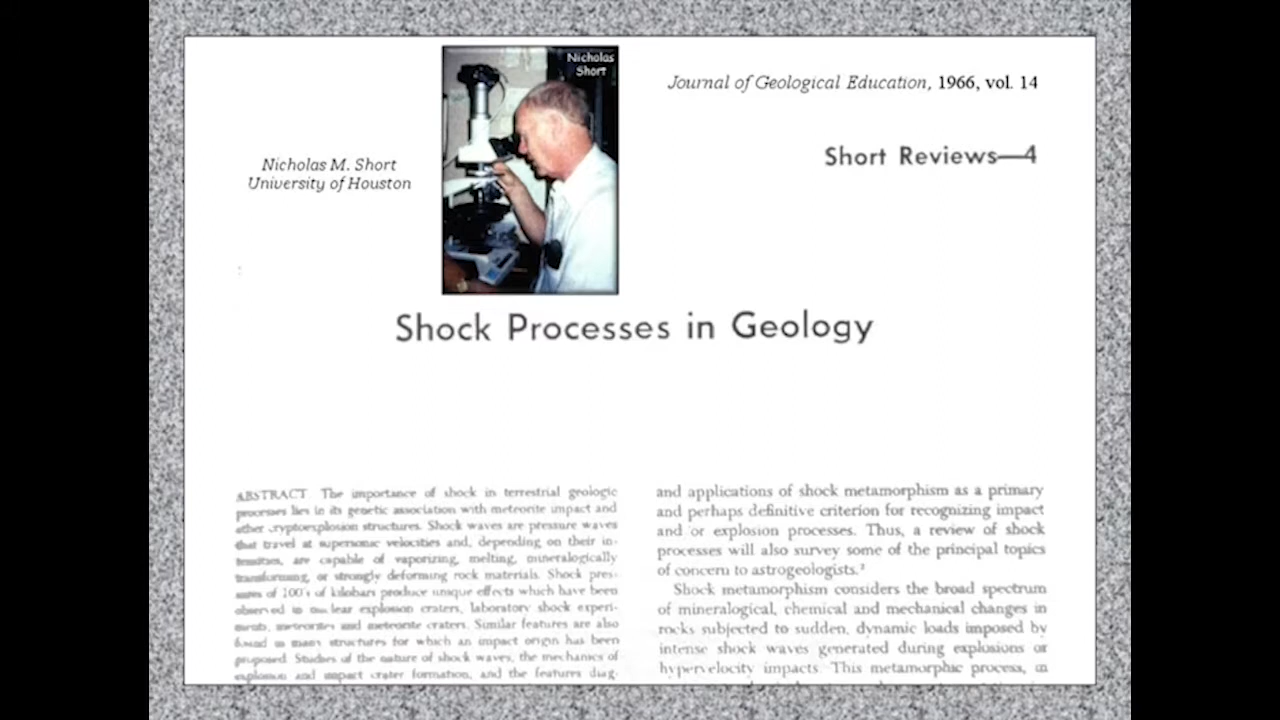 Nicholas
Short
Journal of Geological Education, 1966, vol. 14
Short Reviews—4
Nicholas M. Short
University of Houston
Shock Processes in Geology
ABSTRACT. The importance of shock in terrestrial geologic
processes lies in its genetic association with meteorite impact and
other cryptoexplosion structures. Shock waves are pressure waves
that travel at supersonic velocities and, depending on their in-
tensities, are capable of vaporizing, melting, mineralogically
transforming, or strongly deforming rock materials. Shock pres-
sures of 100's of kilobars produce unique effects which have been
observed in nuclear explosion craters, laboratory shock experi-
ments, meteorites and meteorite craters. Similar features are also
found in many structures for which an impact origin has been
proposed. Studies of the nature of shock waves, the mechanics of
explosion and impact crater formation, and the features diag-
and applications of shock metamorphism as a primary
and perhaps definitive criterion for recognizing impact
and or explosion processes. Thus, a review of shock
processes will also survey some of the principal topics
of concern to astrogeologists.²
Shock metamorphism considers the broad spectrum
of mineralogical, chemical and mechanical changes in
rocks subjected to sudden, dynamic loads imposed by
intense shock waves generated during explosions or
hypervelocity impacts. This metamorphic process, in